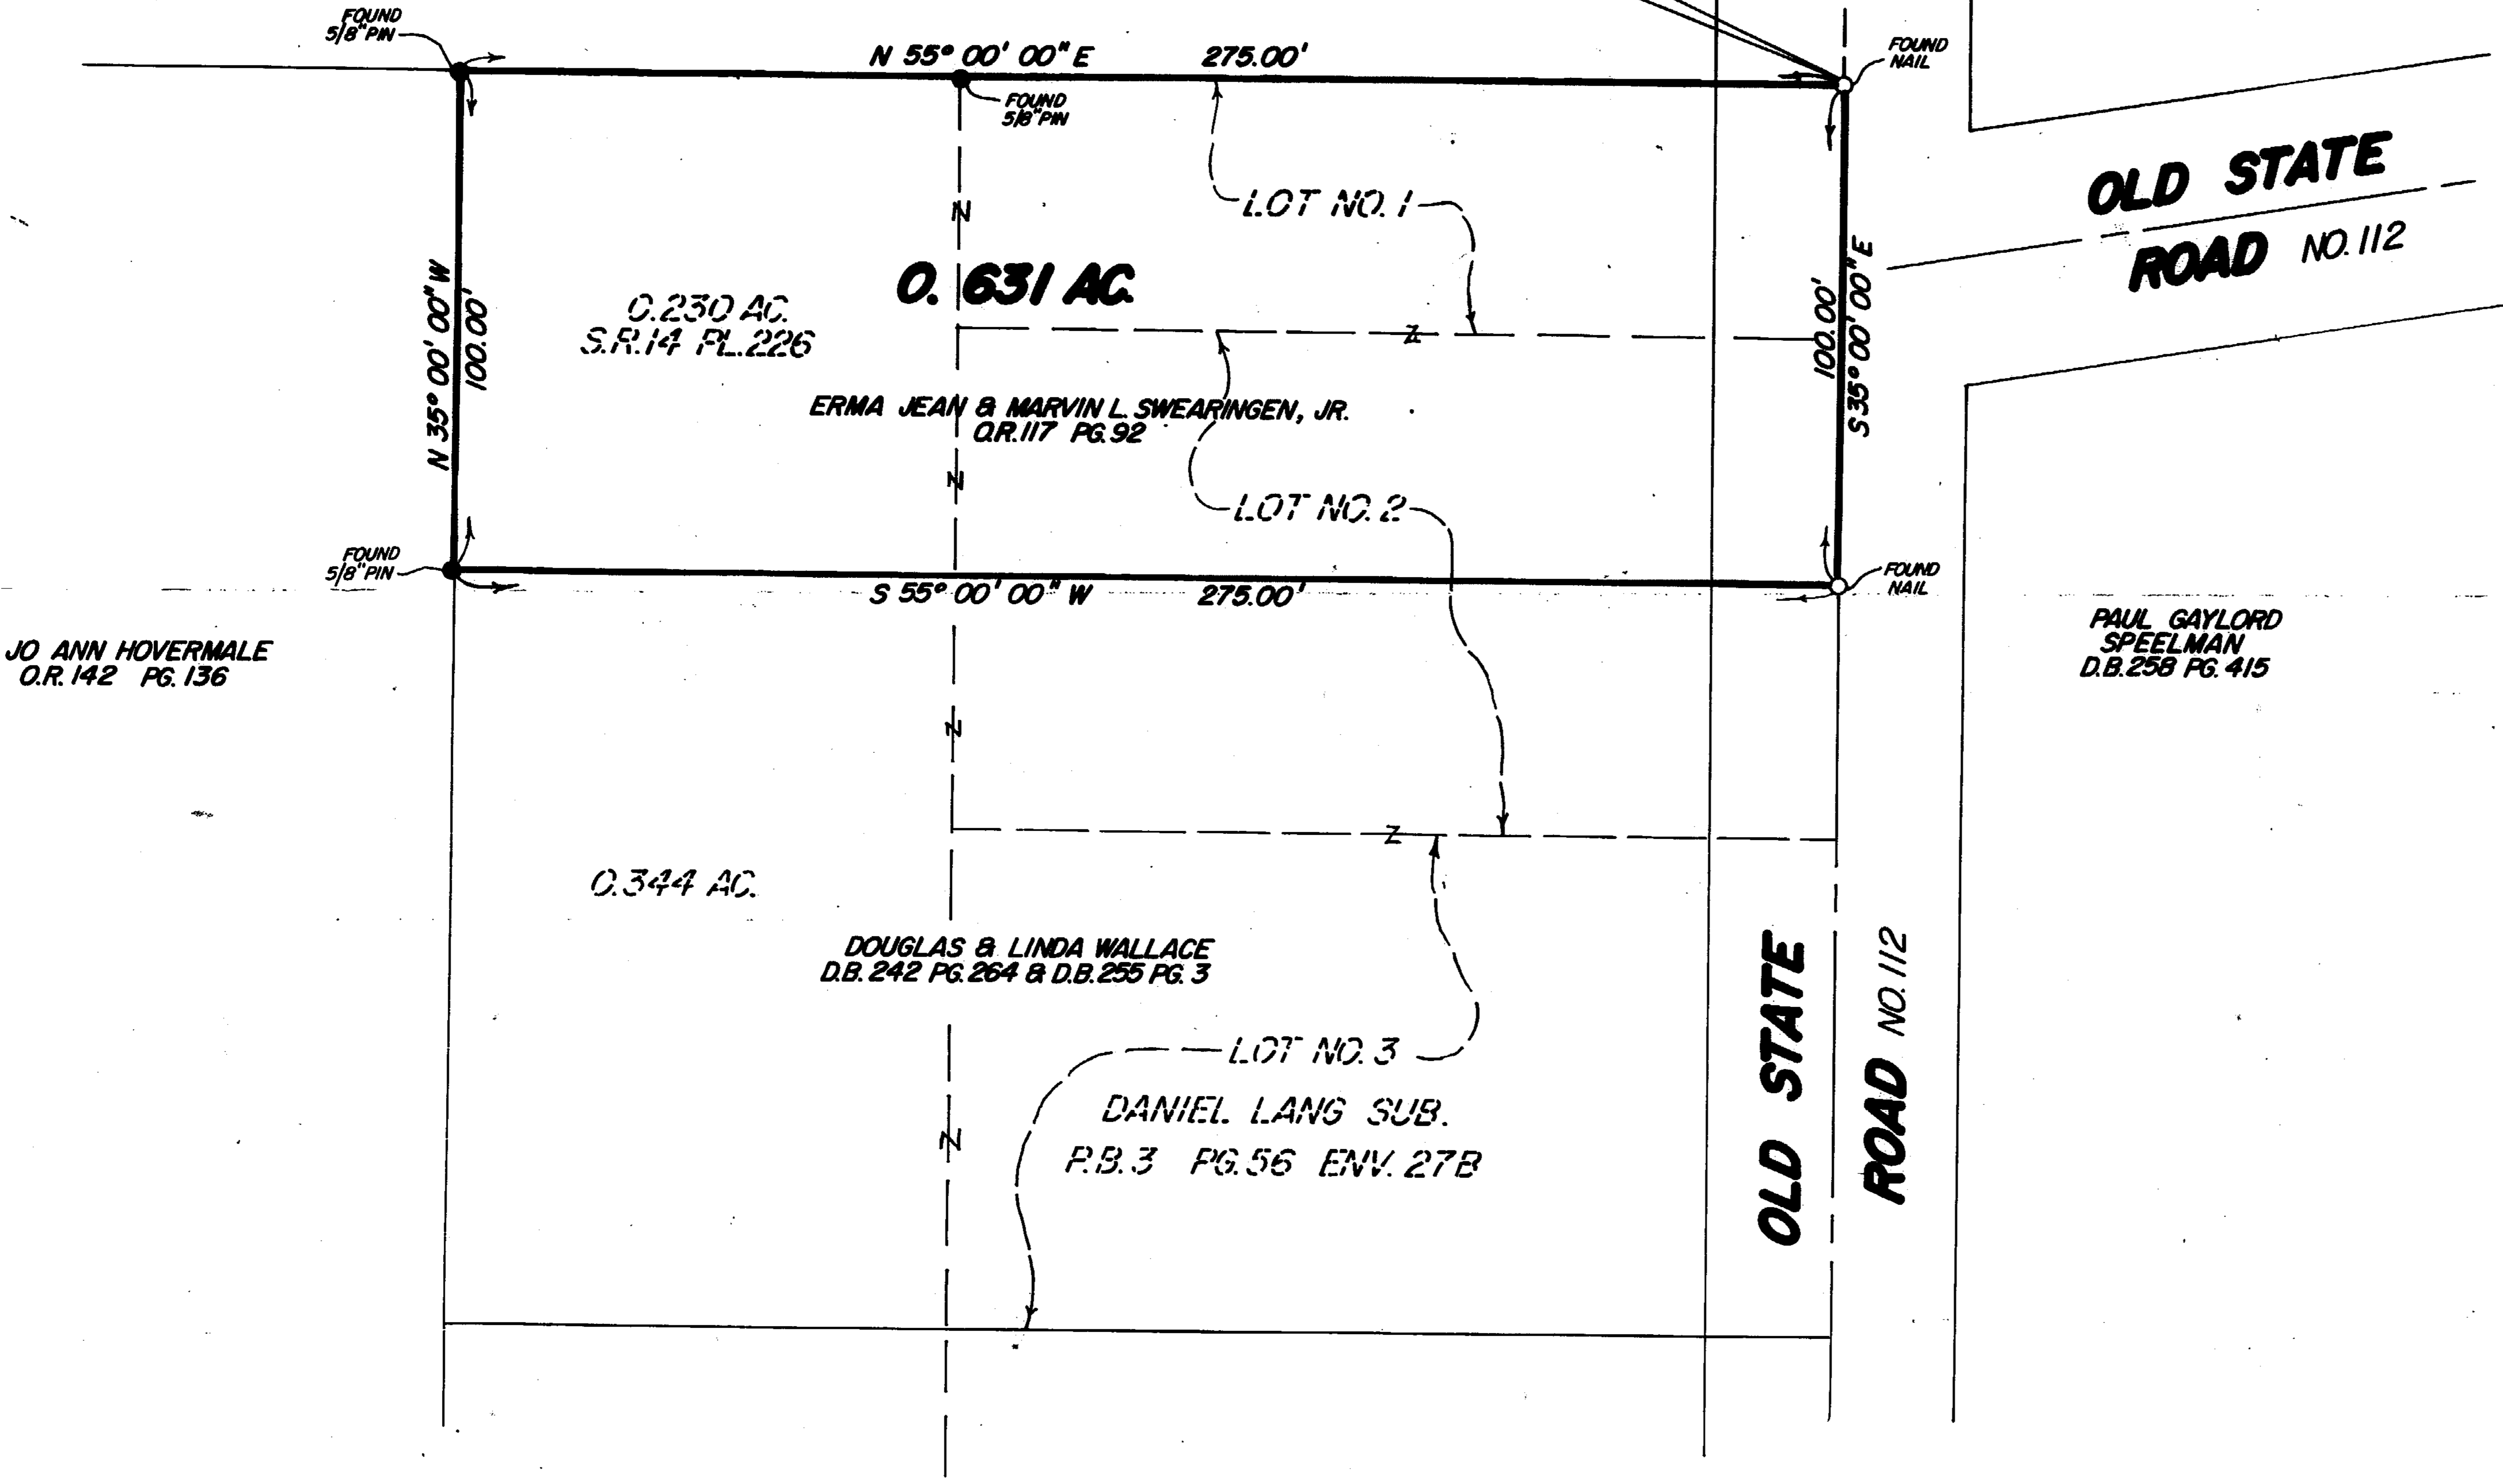 FOUND
5/8" PIN
N 55° 00' 00" E 275.00'
FOUND
NAIL
FOUND
5/8" PIN
OLD STATE
ROAD NO. 112
LOT NO. 1
0.631 AC.
0.230 AC.
S.R. 14 PL. 226
N 35° 00' 00" W
100.00'
100.00'
S 35° 00' 00" E
ERMA JEAN & MARVIN L. SWEARINGEN, JR.
O.R. 117 PG. 92
LOT NO. 2
FOUND
5/8" PIN
S 55° 00' 00" W 275.00'
FOUND
NAIL
JO ANN HOVERMALE
O.R. 142 PG. 136
PAUL GAYLORD
SPEELMAN
D.B. 258 PG. 415
0.344 AC.
DOUGLAS & LINDA WALLACE
D.B. 242 PG. 264 & D.B. 255 PG. 3
LOT NO. 3
DANIEL LANG SUB.
P.B. 3 PG. 56 ENV. 27B
OLD STATE
ROAD NO. 112